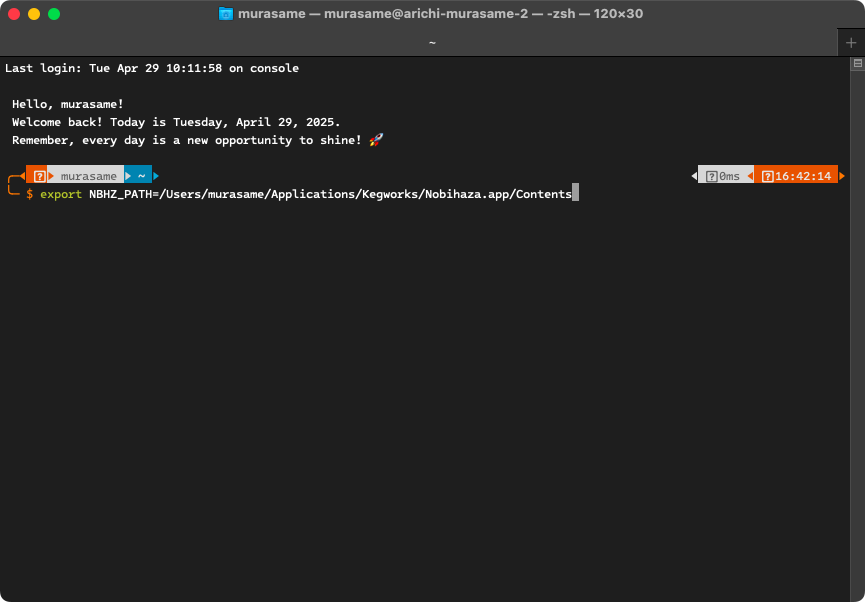 murasame — murasame@arichi-murasame-2 — -zsh — 120×30
~
Last login: Tue Apr 29 10:11:58 on console
Hello, murasame!
Welcome back! Today is Tuesday, April 29, 2025.
Remember, every day is a new opportunity to shine! 🚀
murasame ~ 0ms 16:42:14
$ export NBHZ_PATH=/Users/murasame/Applications/Kegworks/Nobihaza.app/Contents